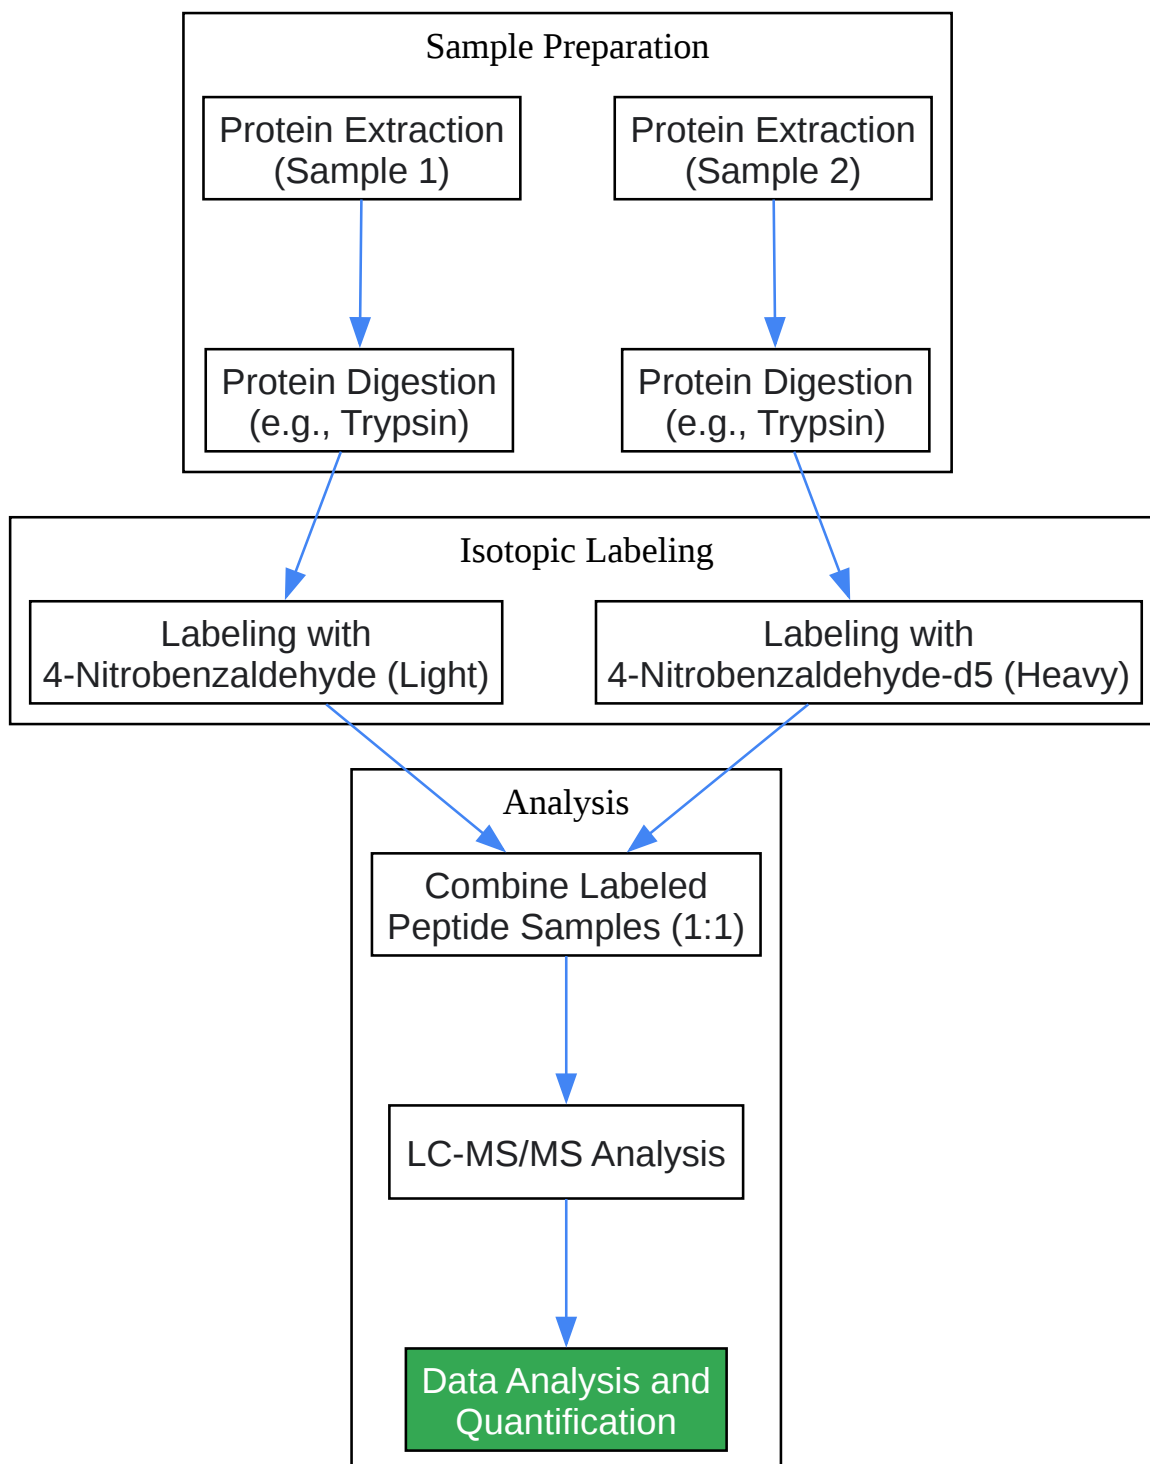 Sample Preparation
Protein Extraction
(Sample 1)
Protein Extraction
(Sample 2)
Protein Digestion
(e.g., Trypsin)
Protein Digestion
(e.g., Trypsin)
Isotopic Labeling
Labeling with
4-Nitrobenzaldehyde (Light)
Labeling with
4-Nitrobenzaldehyde-d5 (Heavy)
Analysis
Combine Labeled
Peptide Samples (1:1)
LC-MS/MS Analysis
Data Analysis and
Quantification